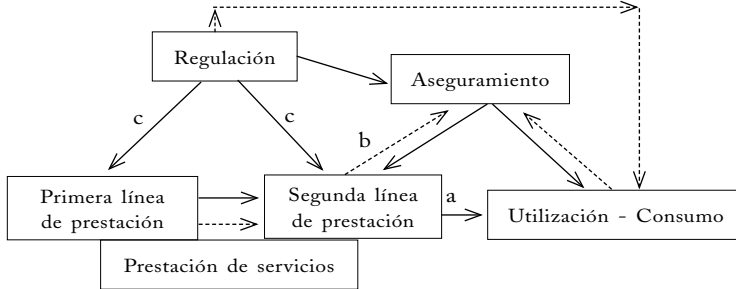 Regulación
Aseguramiento
c
c
b
Primera línea
de prestación
Segunda línea
de prestación
a
Utilización - Consumo
Prestación de servicios